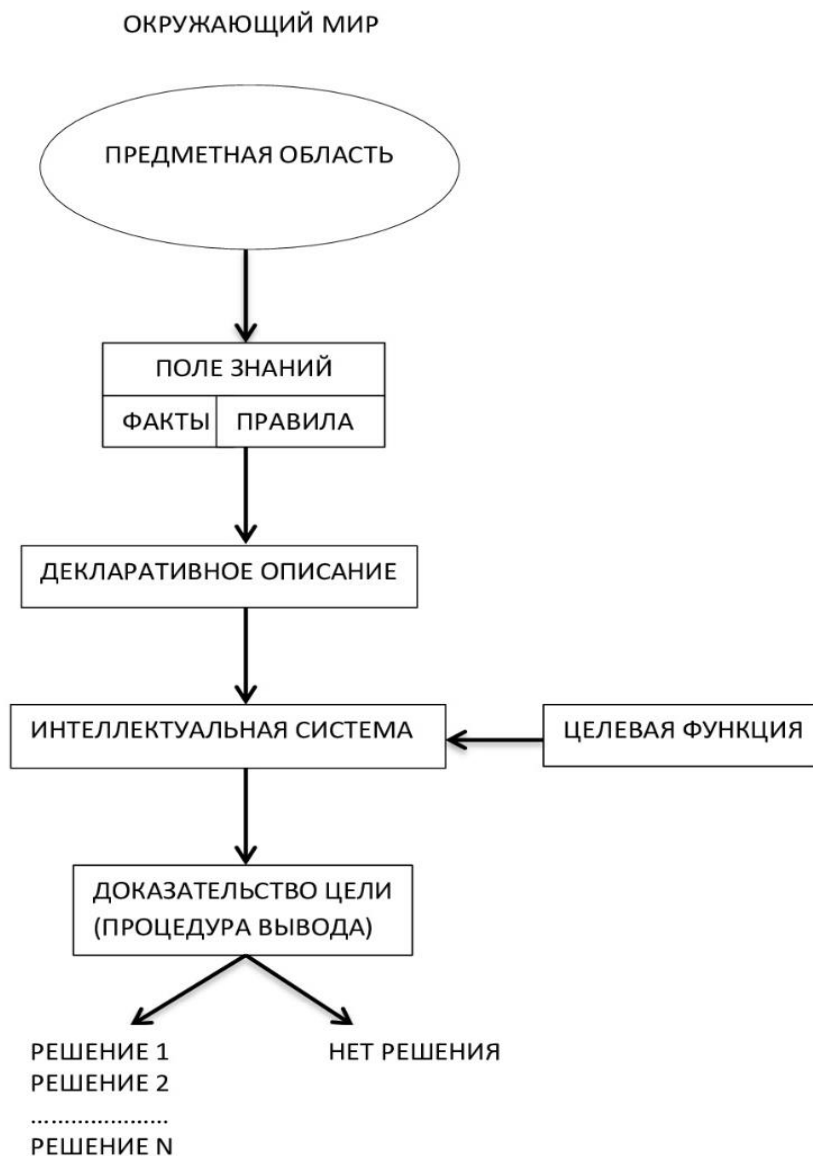 ОКРУЖАЮЩИЙ МИР
ПРЕДМЕТНАЯ ОБЛАСТЬ
ПОЛЕ ЗНАНИЙ
ФАКТЫ ПРАВИЛА
ДЕКЛАРАТИВНОЕ ОПИСАНИЕ
ИНТЕЛЛЕКТУАЛЬНАЯ СИСТЕМА ЦЕЛЕВАЯ ФУНКЦИЯ
ДОКАЗАТЕЛЬСТВО ЦЕЛИ
(ПРОЦЕДУРА ВЫВОДА)
РЕШЕНИЕ 1 НЕТ РЕШЕНИЯ
РЕШЕНИЕ 2
.....................
РЕШЕНИЕ N